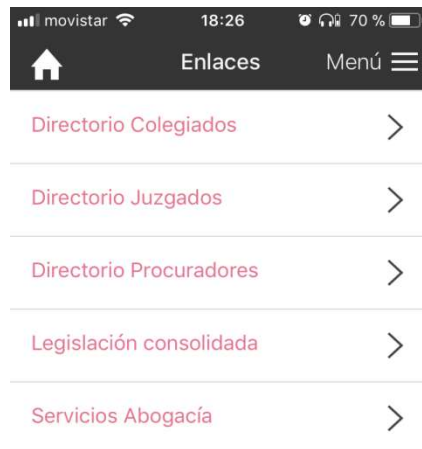 movistar 18:26 70 %
Enlaces Menú
Directorio Colegiados
Directorio Juzgados
Directorio Procuradores
Legislación consolidada
Servicios Abogacía